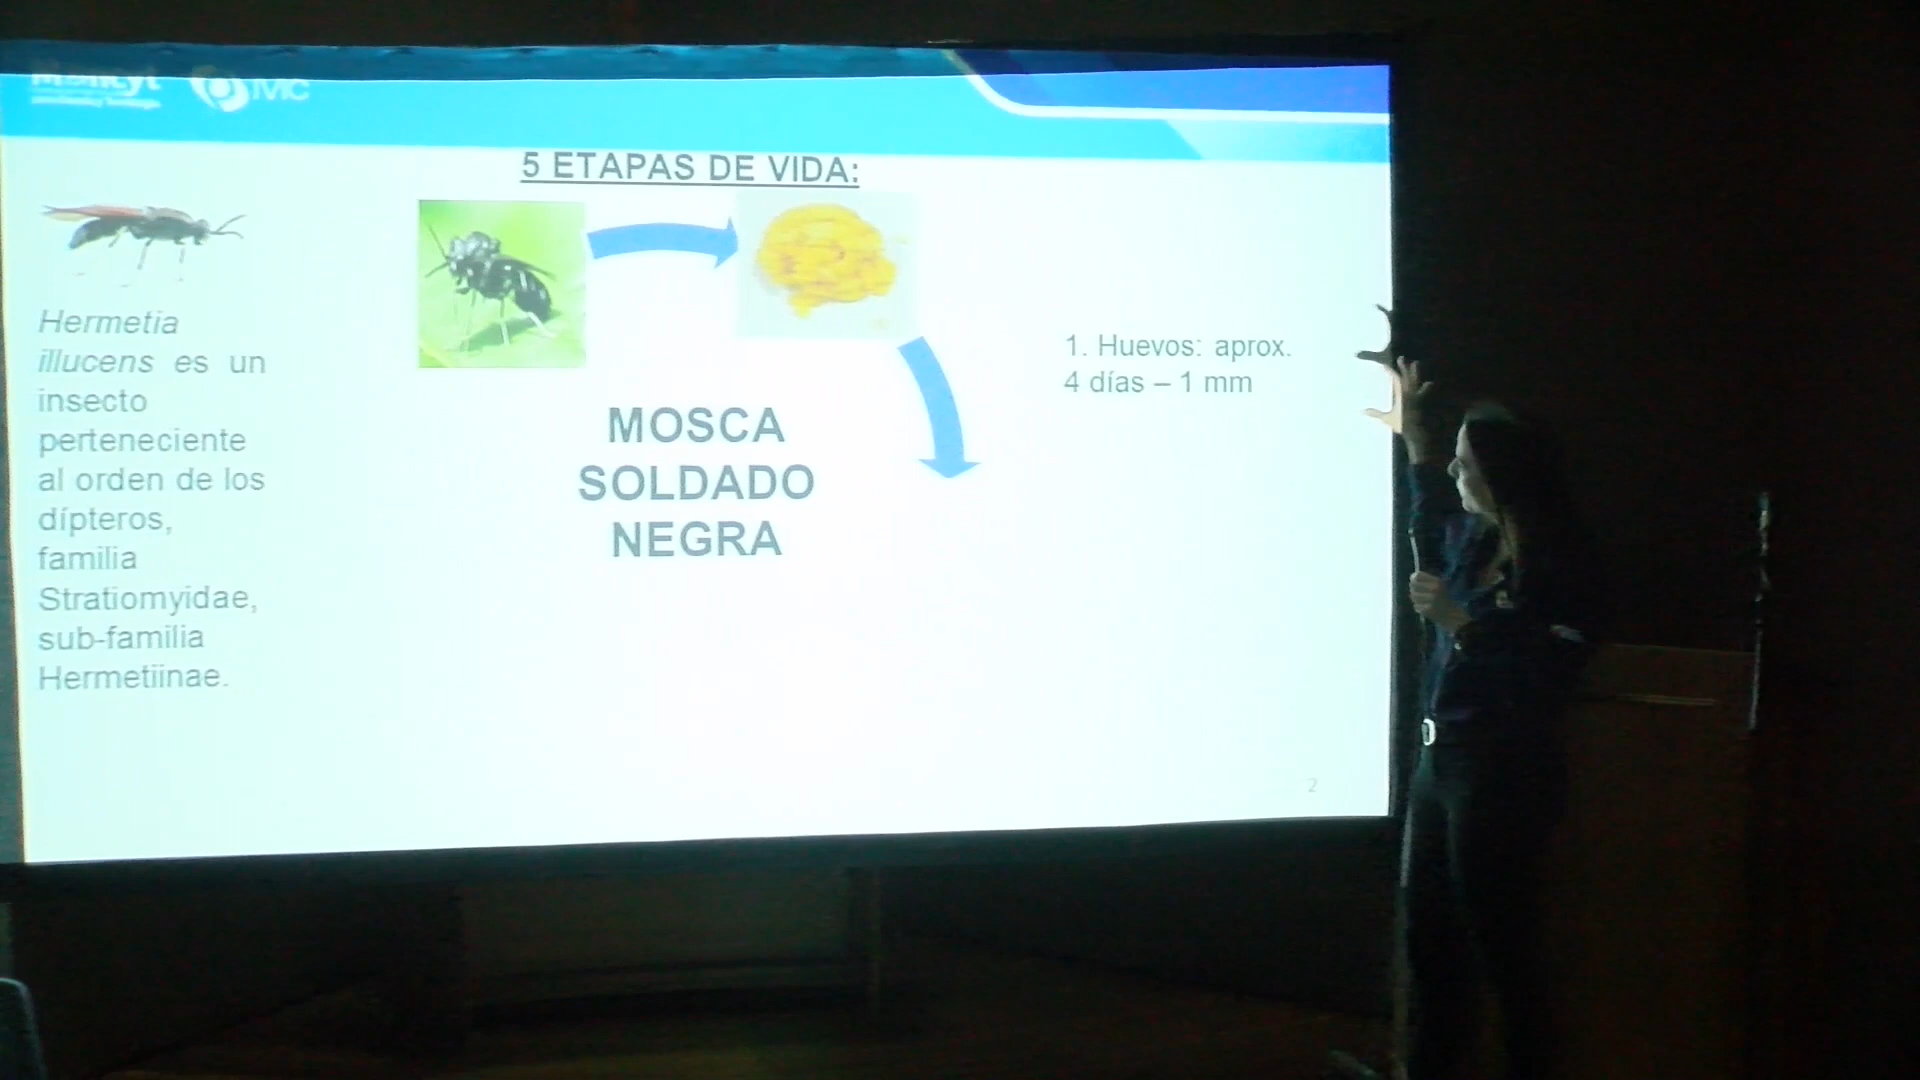 5 ETAPAS DE VIDA:
Hermetia
illucens es un
insecto
perteneciente
al orden de los
dípteros,
familia
Stratiomyidae,
sub-familia
Hermetiinae.
MOSCA
SOLDADO
NEGRA
1. Huevos: aprox.
4 días – 1 mm
2